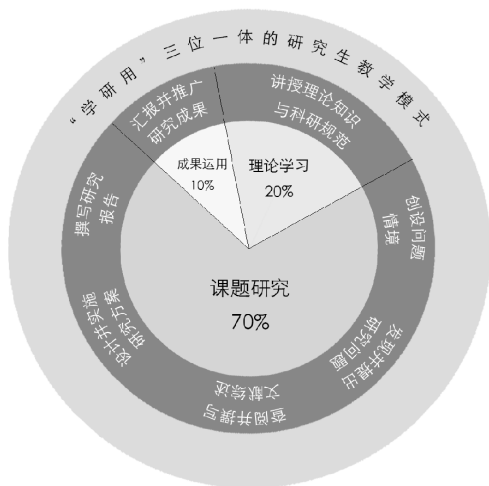 “学研用”三位一体的研究生教学模式
讲授理论知识
与科研规范
创设问题
情境
发现并提出
研究问题
查阅并撰写
文献综述
设计并实施
研究方案
撰写研究
报告
汇报并推广
研究成果
成果运用
10%
理论学习
20%
课题研究
70%